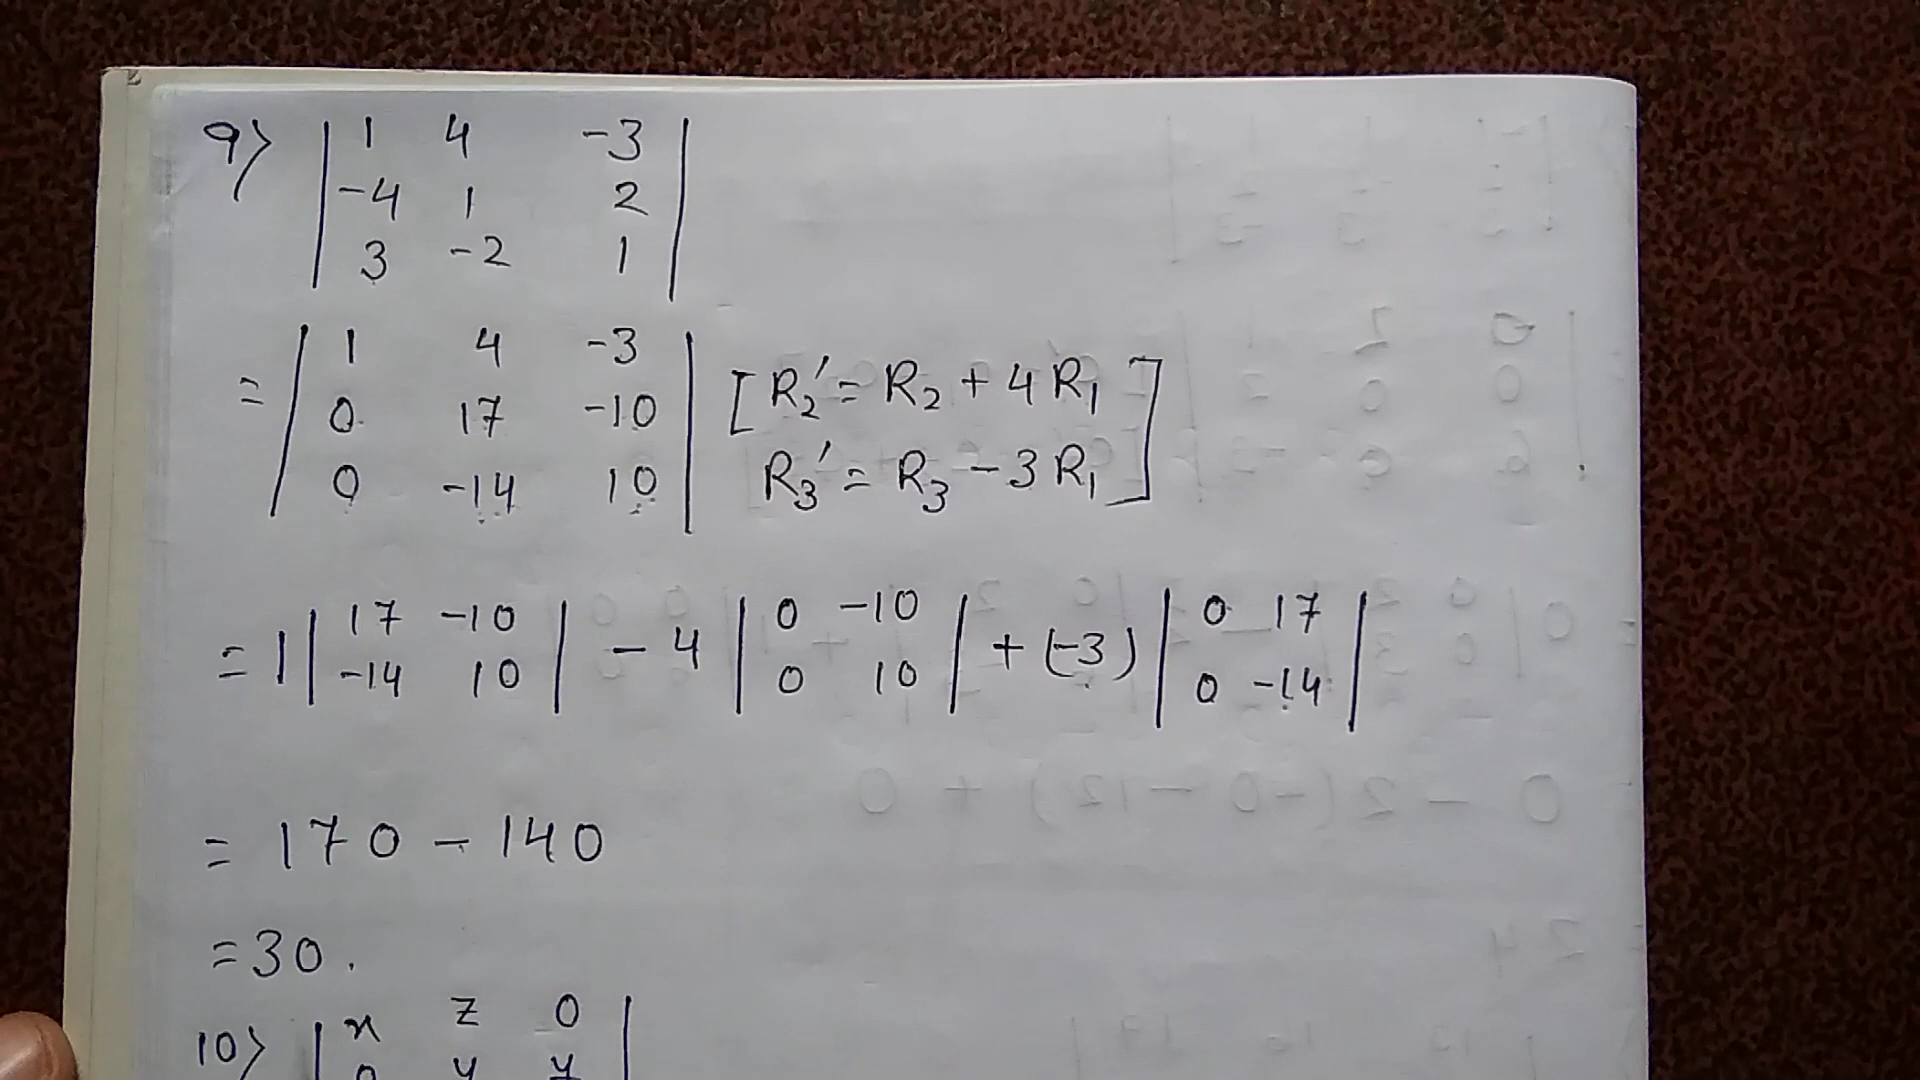 9) | 1 4 -3 |
| -4 1 2 |
| 3 -2 1 |
= | 1 4 -3 |
| 0 17 -10 | [R₂′ = R₂ + 4R₁
| 0 -14 10 | R₃′ = R₃ - 3R₁]
= 1 | 17 -10 | - 4 | 0 -10 | + (-3) | 0 17 |
| -14 10 | | 0 10 | | 0 -14 |
= 170 - 140
= 30.
10) | x z 0 |
| 0 y y |